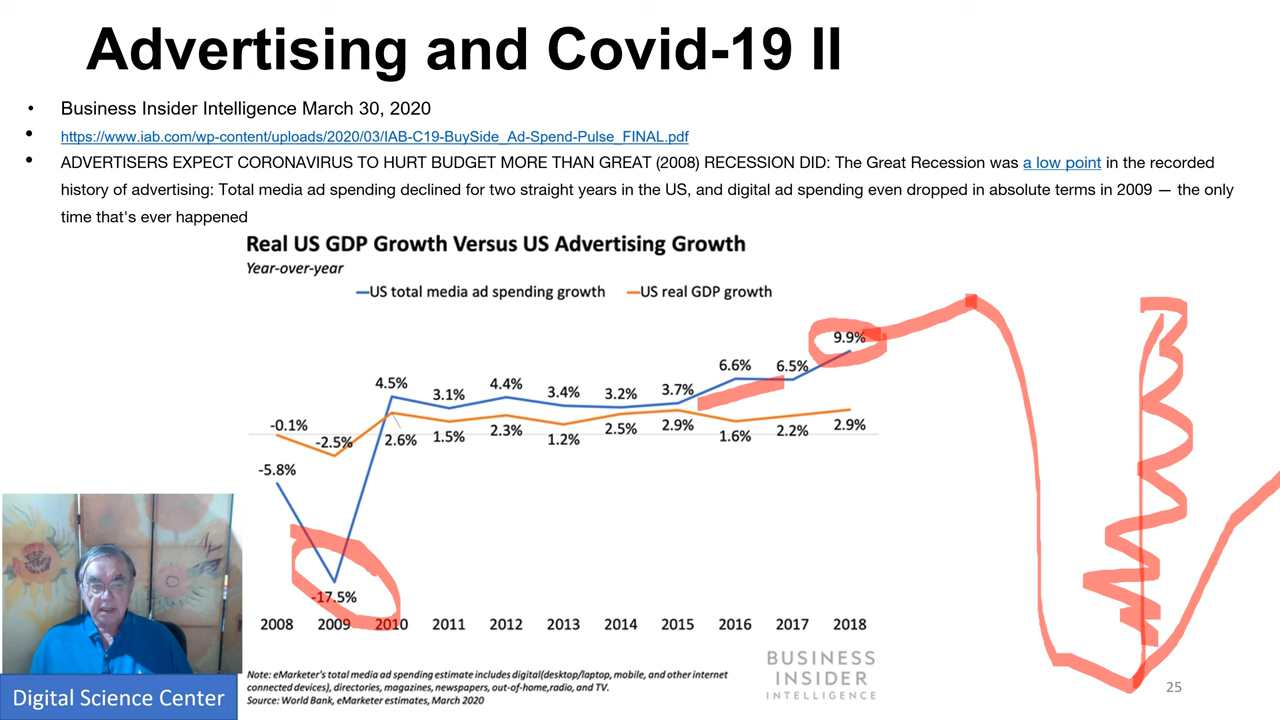 Advertising and Covid-19 II
• Business Insider Intelligence March 30, 2020
• https://www.iab.com/wp-content/uploads/2020/03/IAB-C19-BuySide_Ad-Spend-Pulse_FINAL.pdf
• ADVERTISERS EXPECT CORONAVIRUS TO HURT BUDGET MORE THAN GREAT (2008) RECESSION DID: The Great Recession was a low point in the recorded
history of advertising: Total media ad spending declined for two straight years in the US, and digital ad spending even dropped in absolute terms in 2009 — the only
time that's ever happened
Real US GDP Growth Versus US Advertising Growth
Year-over-year
US total media ad spending growth US real GDP growth
9.9%
6.6% 6.5%
4.5% 3.1% 4.4% 3.4% 3.2% 3.7%
-0.1% -2.5% 2.6% 1.5% 2.3% 1.2% 2.5% 2.9% 1.6% 2.2% 2.9%
-5.8%
-17.5%
2008 2009 2010 2011 2012 2013 2014 2015 2016 2017 2018
Note: eMarketer's total media ad spending estimate includes digital(desktop/laptop, mobile, and other internet
connected devices), directories, magazines, newspapers, out-of-home,radio, and TV.
Source: World Bank, eMarketer estimates, March 2020
BUSINESS
INSIDER
INTELLIGENCE
25
Digital Science Center